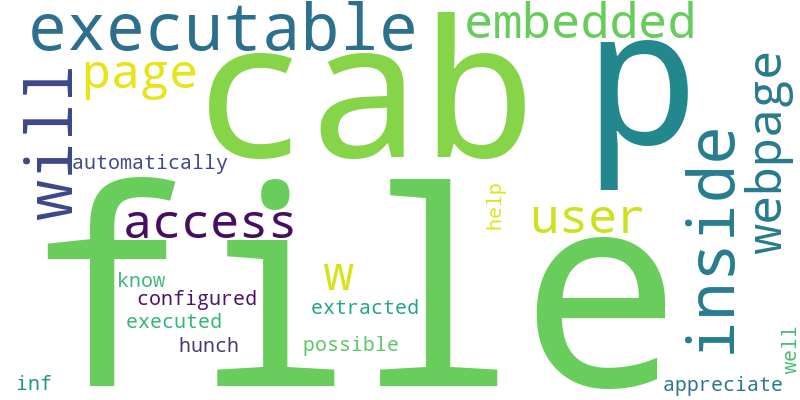 executable
embedded
cab
p
page
will
webpage
automatically
inside
file
access
user
help
w
know
configured
extracted
executed
hunch
possible
well
inf
appreciate